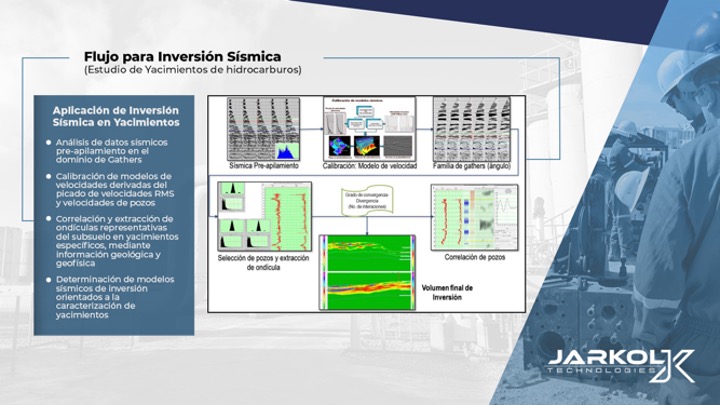 Flujo para Inversión Sísmica
(Estudio de Yacimientos de hidrocarburos)
Aplicación de Inversión
Sísmica en Yacimientos
Análisis de datos sísmicos
pre-apilamiento en el
dominio de Gathers
Calibración de modelos de
velocidades derivadas del
picado de velocidades RMS
y velocidades de pozos
Correlación y extracción de
ondículas representativas
del subsuelo en yacimientos
específicos, mediante
información geológica y
geofísica
Determinación de modelos
sísmicos de inversión
orientados a la
caracterización de
yacimientos
Calibración de modelos sísmicos
Sísmica Pre-apilamiento
Calibración: Modelo de velocidad
Familia de gathers (ángulo)
Grado de convergencia-
Divergencia
(No. de iteraciones)
Selección de pozos y extracción
de ondícula
Correlación de pozos
Volumen final de
Inversión
JARKOL
TECHNOLOGIES